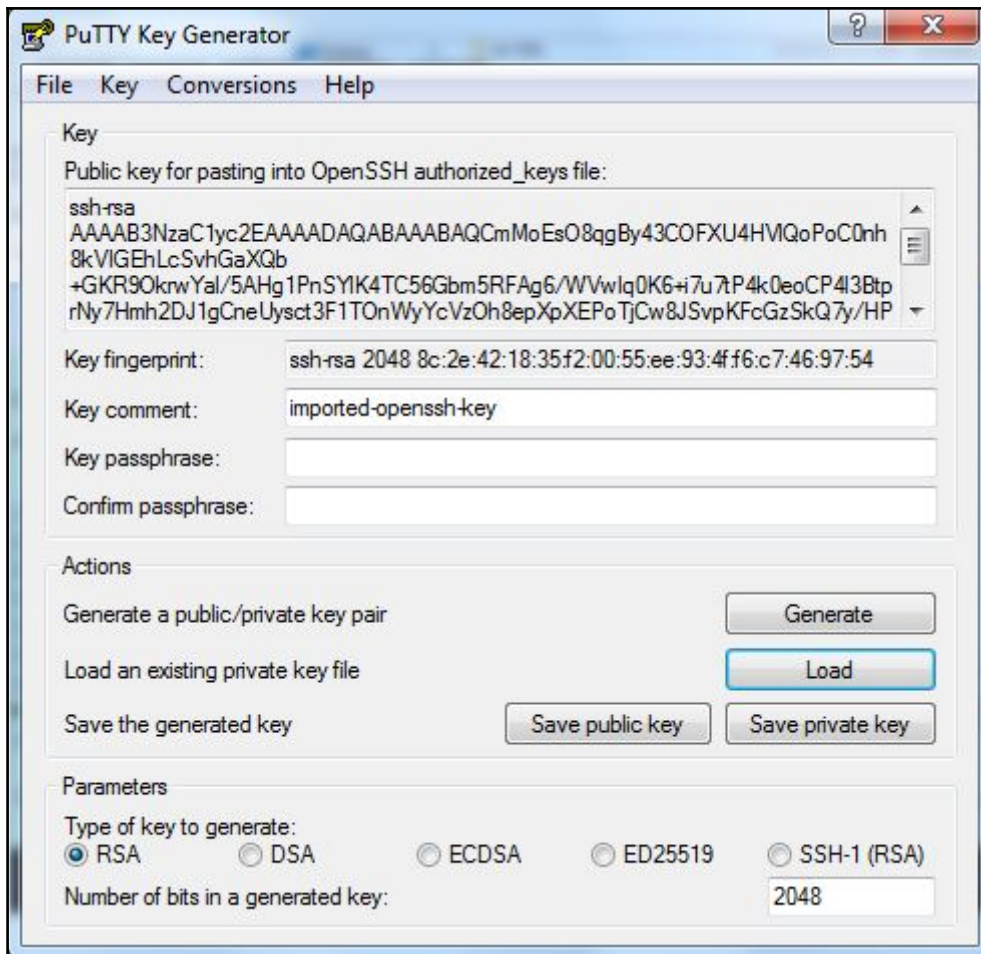 PuTTY Key Generator
File Key Conversions Help
Key
Public key for pasting into OpenSSH authorized_keys file:
ssh-rsa
AAAAB3NzaC1yc2EAAAADAQABAAABAQCmMoEsO8qgBy43COFXU4HVlQoPoC0nh
8kVlGEhLcSvhGaXQb
+GKR9OkrwYaI/5AHg1PnSYlK4TC56Gbm5RFAg6/WVwIq0K6+i7u7tP4k0eoCP4l3Btp
rNy7Hmh2DJ1gCneUysct3F1TOnWyYcVzOh8epXpXEPoTjCw8JSvpKFcGzSkQ7y/HP
Key fingerprint: ssh-rsa 2048 8c:2e:42:18:35:f2:00:55:ee:93:4f:f6:c7:46:97:54
Key comment: imported-openssh-key
Key passphrase:
Confirm passphrase:
Actions
Generate a public/private key pair Generate
Load an existing private key file Load
Save the generated key Save public key Save private key
Parameters
Type of key to generate:
RSA DSA ECDSA ED25519 SSH-1 (RSA)
Number of bits in a generated key: 2048